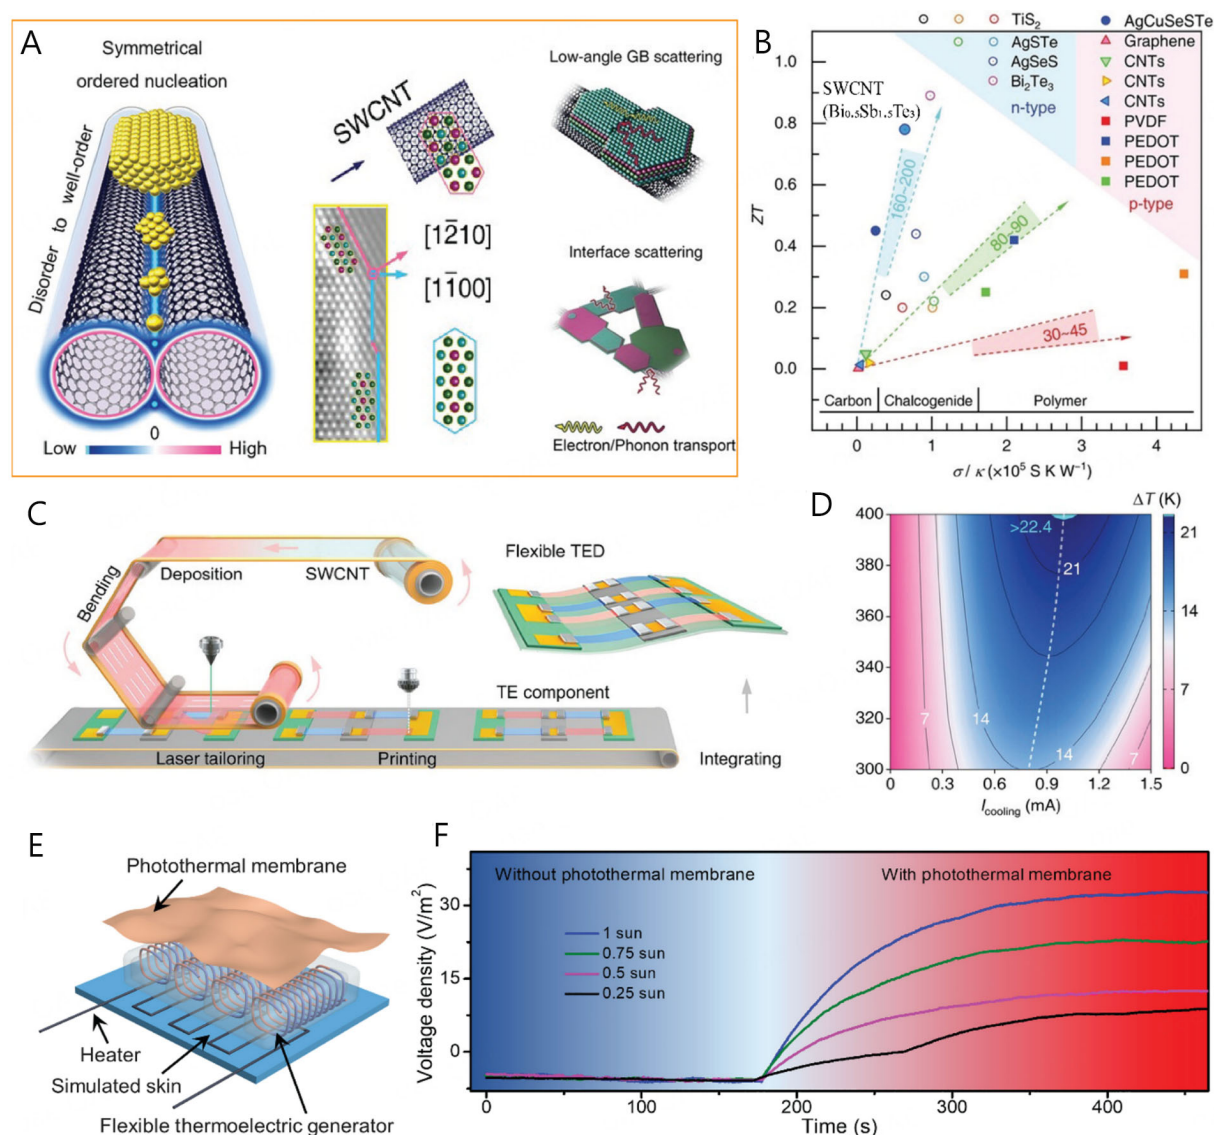 A
Symmetrical
ordered nucleation
Disorder to well-order
0
Low
High
SWCNT
[1̄210]
[11̄00]
Low-angle GB scattering
Interface scattering
Electron/Phonon transport
B
TiS₂
AgSTe
AgSeS
Bi₂Te₃
n-type
AgCuSeSTe
Graphene
CNTs
CNTs
CNTs
PVDF
PEDOT
PEDOT
PEDOT
p-type
SWCNT
(Bi₀.₅Sb₁.₅Te₃)
160~200
80~90
30~45
ZT
1.0
0.8
0.6
0.4
0.2
0.0
Carbon
Chalcogenide
Polymer
0 1 2 3 4
σ/ κ (×10⁵ S K W⁻¹)
C
Bending
Deposition
SWCNT
Flexible TED
TE component
Laser tailoring
Printing
Integrating
D
ΔT (K)
400
380
360
340
320
300
>22.4
21
14
14
7
7
21
14
7
0
0 0.3 0.6 0.9 1.2 1.5
I cooling (mA)
E
Photothermal membrane
Heater
Simulated skin
Flexible thermoelectric generator
F
Without photothermal membrane
With photothermal membrane
1 sun
0.75 sun
0.5 sun
0.25 sun
Voltage density (V/m²)
30
15
0
0 100 200 300 400
Time (s)